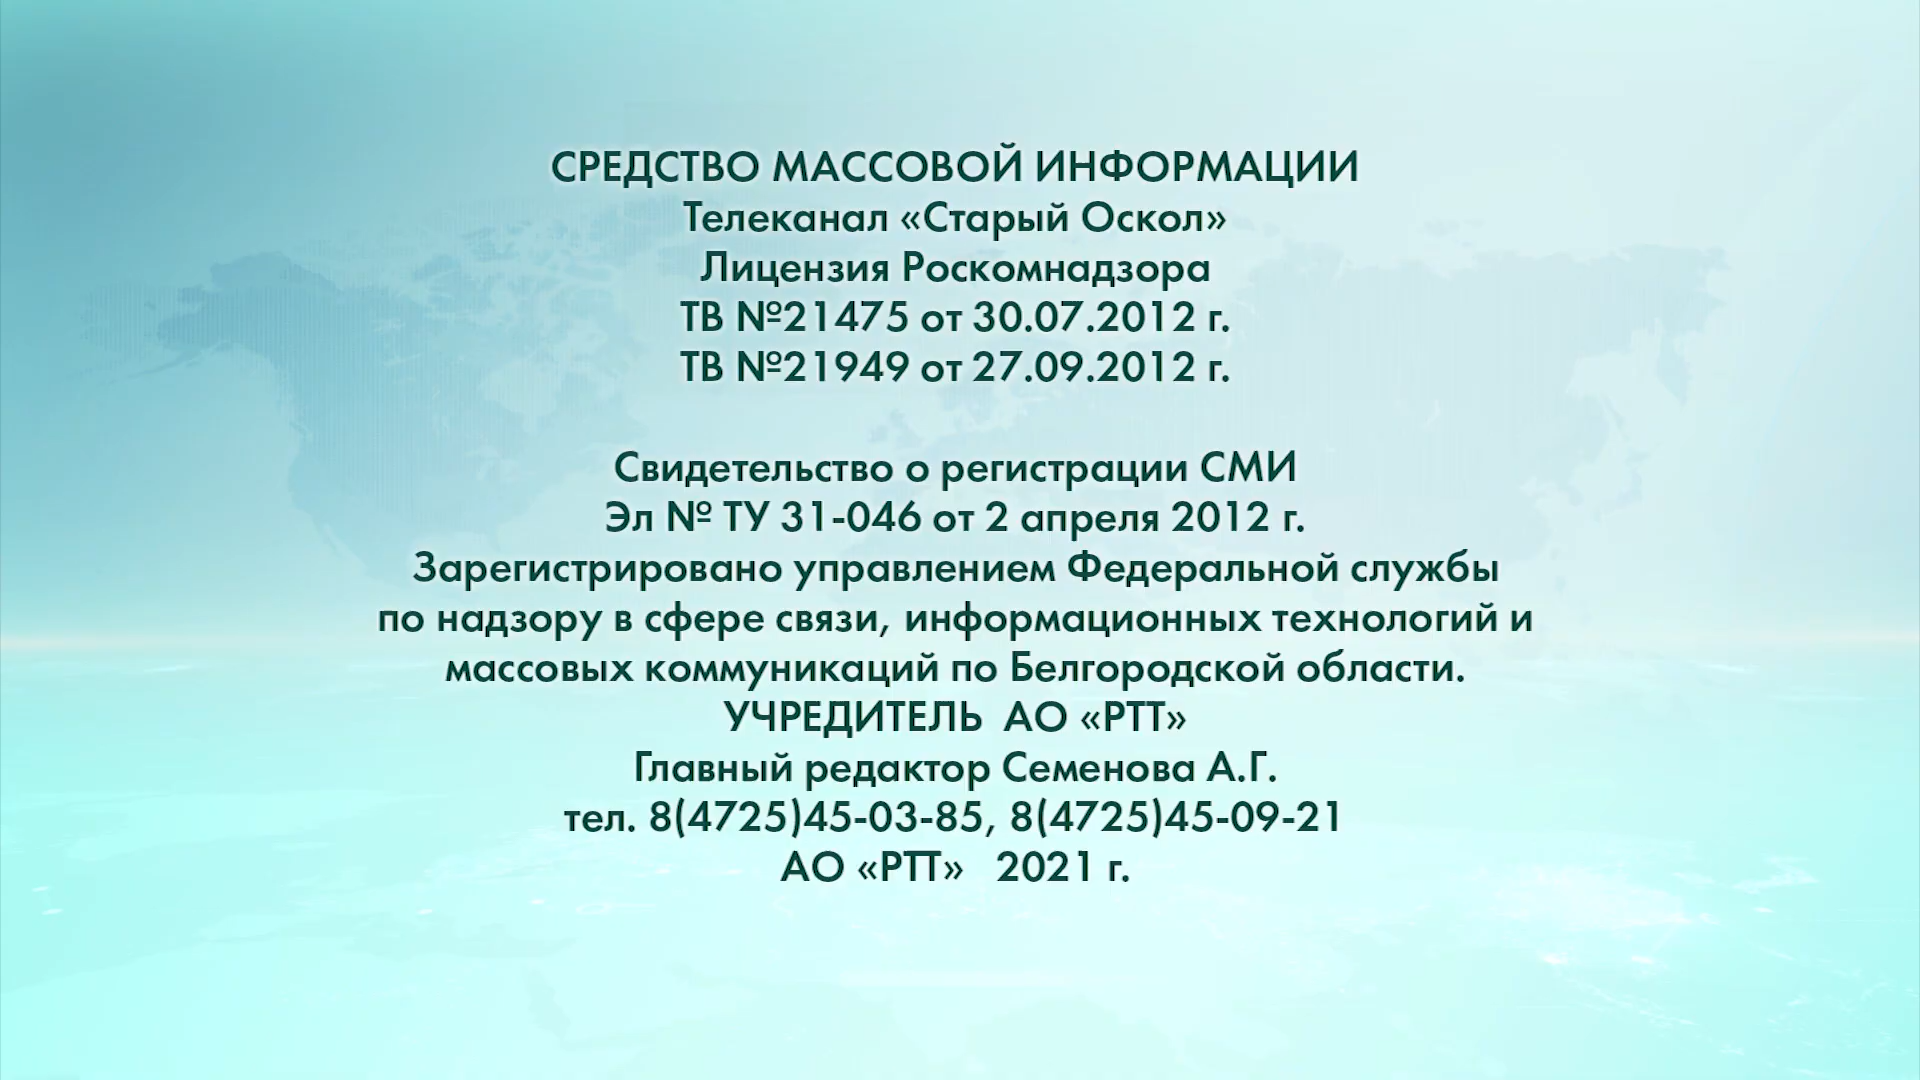 СРЕДСТВО МАССОВОЙ ИНФОРМАЦИИ
Телеканал «Старый Оскол»
Лицензия Роскомнадзора
ТВ №21475 от 30.07.2012 г.
ТВ №21949 от 27.09.2012 г.
Свидетельство о регистрации СМИ
Эл № ТУ 31-046 от 2 апреля 2012 г.
Зарегистрировано управлением Федеральной службы
по надзору в сфере связи, информационных технологий и
массовых коммуникаций по Белгородской области.
УЧРЕДИТЕЛЬ АО «РТТ»
Главный редактор Семенова А.Г.
тел. 8(4725)45-03-85, 8(4725)45-09-21
АО «РТТ» 2021 г.